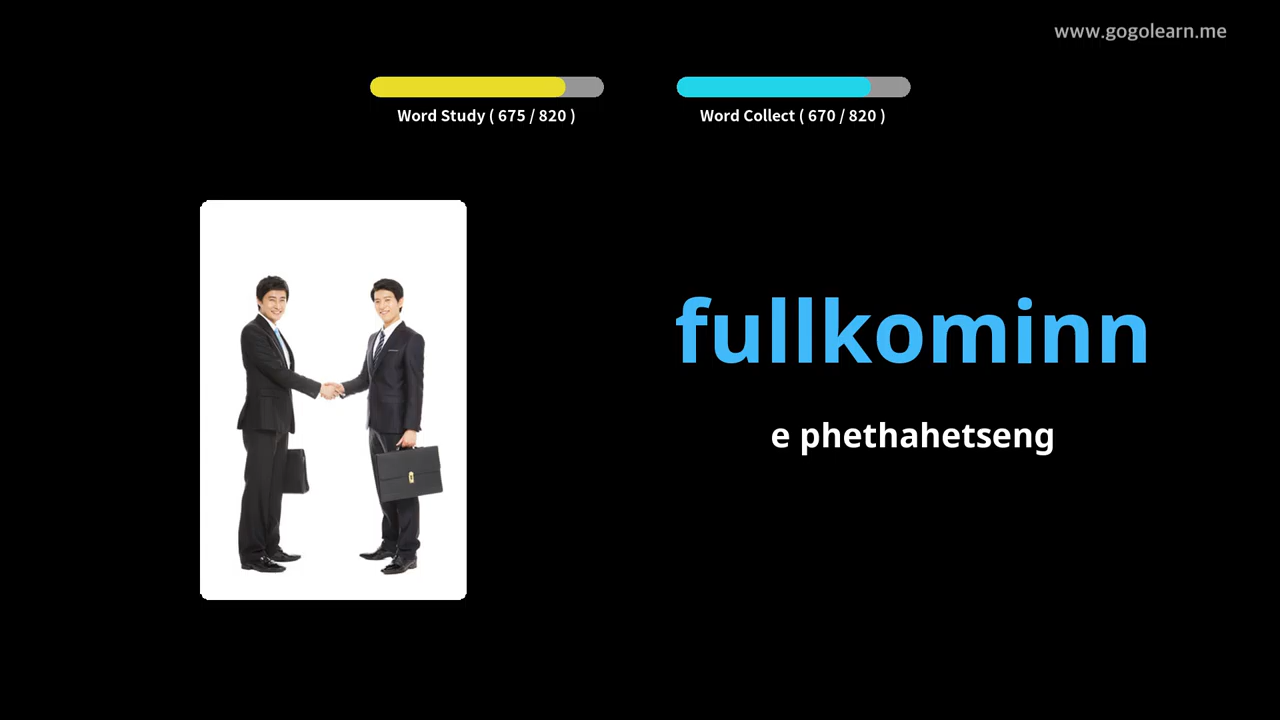 www.gogolearn.me
Word Study ( 675 / 820 )
Word Collect ( 670 / 820 )
fullkominn
e phethahetseng